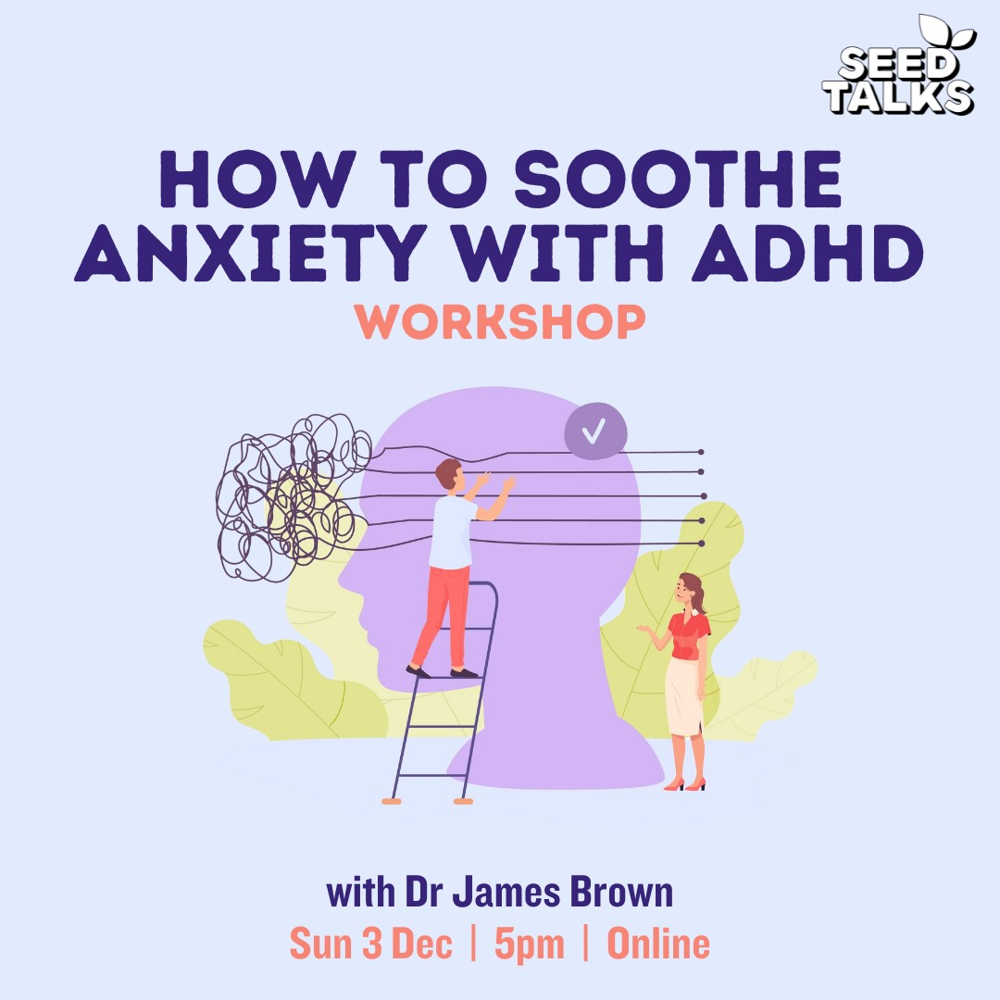 SEED
TALKS
HOW TO SOOTHE
ANXIETY WITH ADHD
WORKSHOP
with Dr James Brown
Sun 3 Dec | 5pm | Online